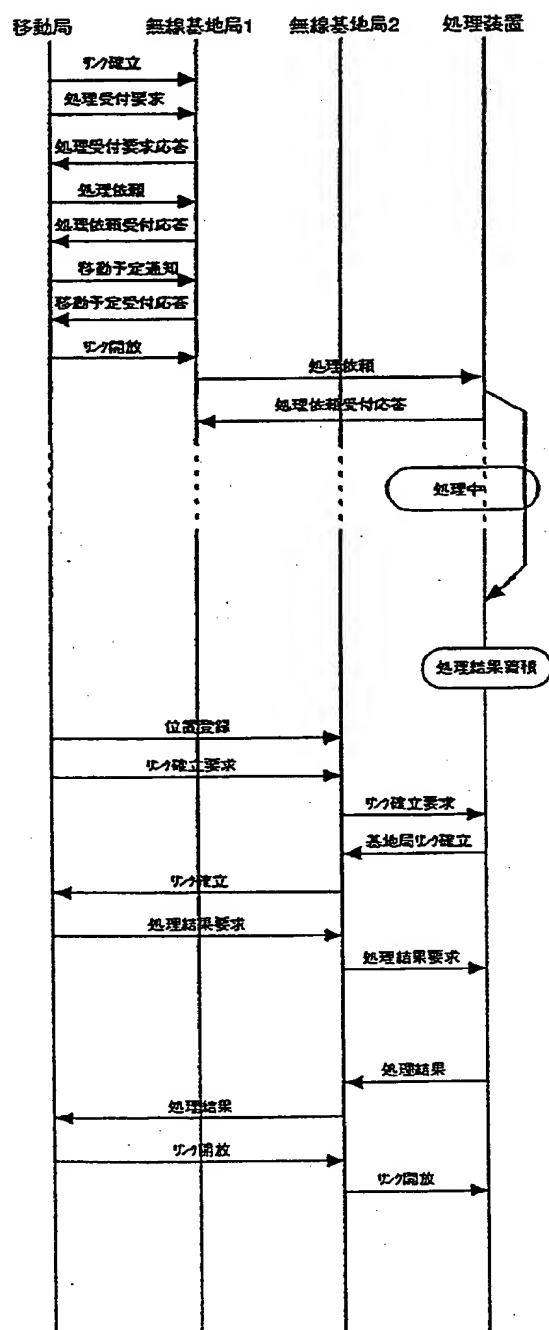 移動局 無線基地局1 無線基地局2 処理装置
リンク確立
処理受付要求
処理受付要求応答
処理依頼
処理依頼受付応答
移動予定通知
移動予定受付応答
リンク開放
処理依頼
処理依頼受付応答
処理中
処理結果蓄積
位置登録
リンク確立要求
リンク確立要求
基地局リンク確立
リンク確立
処理結果要求
処理結果要求
処理結果
処理結果
リンク開放
リンク開放